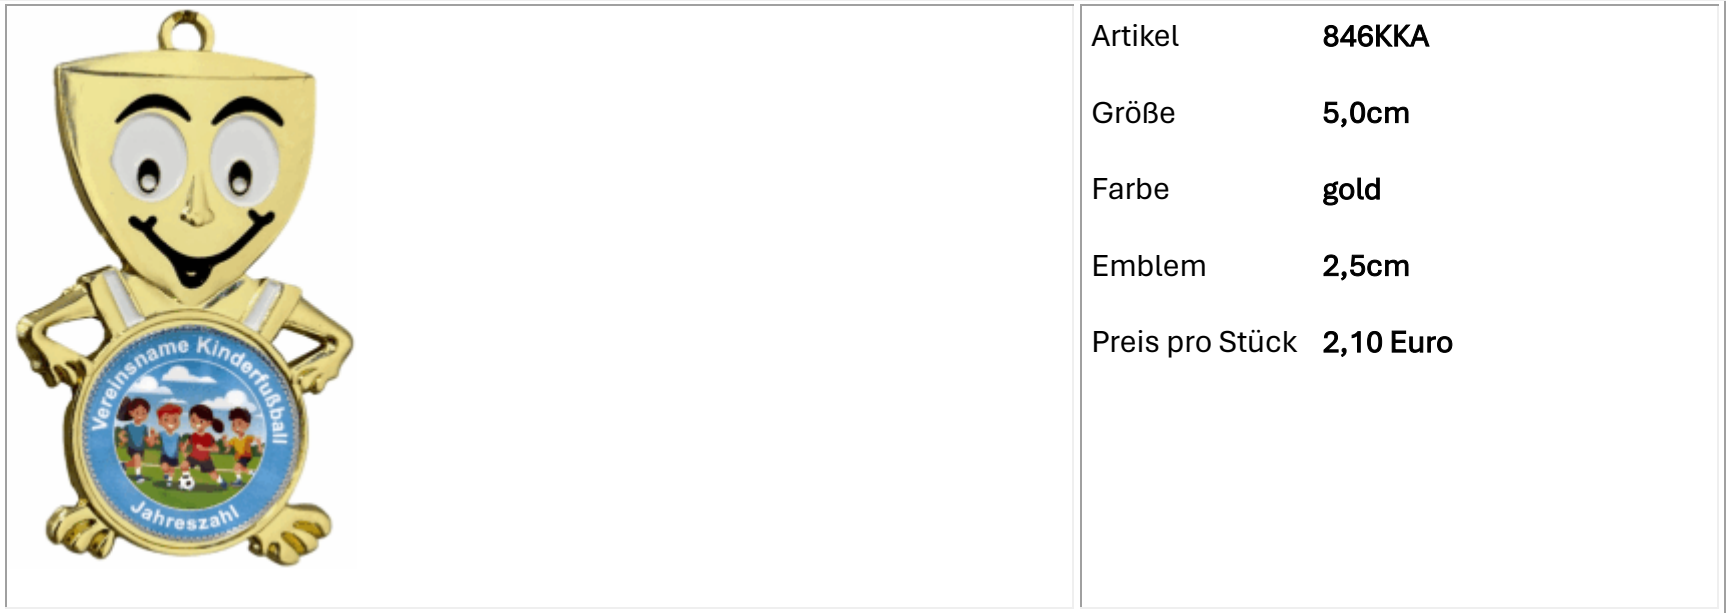 Vereinsname Kinderfußball
Jahreszahl
Artikel 846KKA
Größe 5,0cm
Farbe gold
Emblem 2,5cm
Preis pro Stück 2,10 Euro